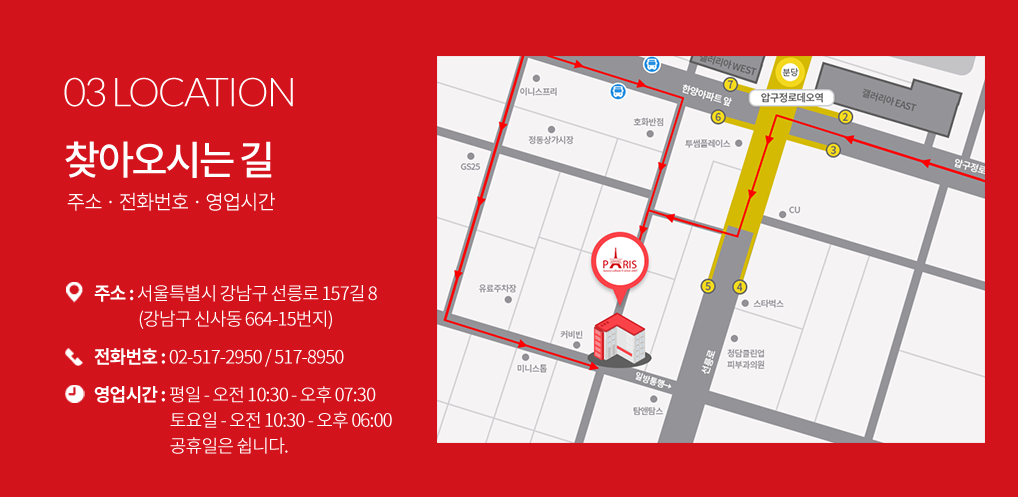 03 LOCATION
찾아오시는 길
주소 · 전화번호 · 영업시간
주소 : 서울특별시 강남구 선릉로 157길 8
(강남구 신사동 664-15번지)
전화번호 : 02-517-2950 / 517-8950
영업시간 : 평일 - 오전 10:30 - 오후 07:30
토요일 - 오전 10:30 - 오후 06:00
공휴일은 쉽니다.
갤러리아 WEST
분당
이니스프리
7
한양아파트 앞
압구정로데오역
갤러리아 EAST
6
2
호화반점
정동상가시장
투썸플레이스
3
GS25
압구정로
CU
PARIS
유료주차장
5
4
스타벅스
커비빈
미니스톱
청담클린업
피부과의원
선릉로
일방통행→
탐앤탐스